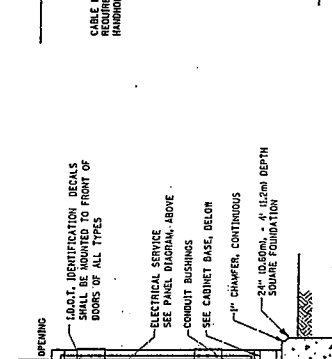 OPENING
I.D.O.T. IDENTIFICATION DECALS
SHALL BE MOUNTED TO FRONT OF
DOORS OF ALL TYPES
ELECTRICAL SERVICE
SEE PANEL DIAGRAM, ABOVE
CONDUIT BUSHINGS
SEE CABINET BASE, BELOW
1" CHAMFER, CONTINUOUS
24" (0.60m), = 4' (1.2m) DEPTH
SQUARE FOUNDATION
CABLE
REQUIRE
HANDHO